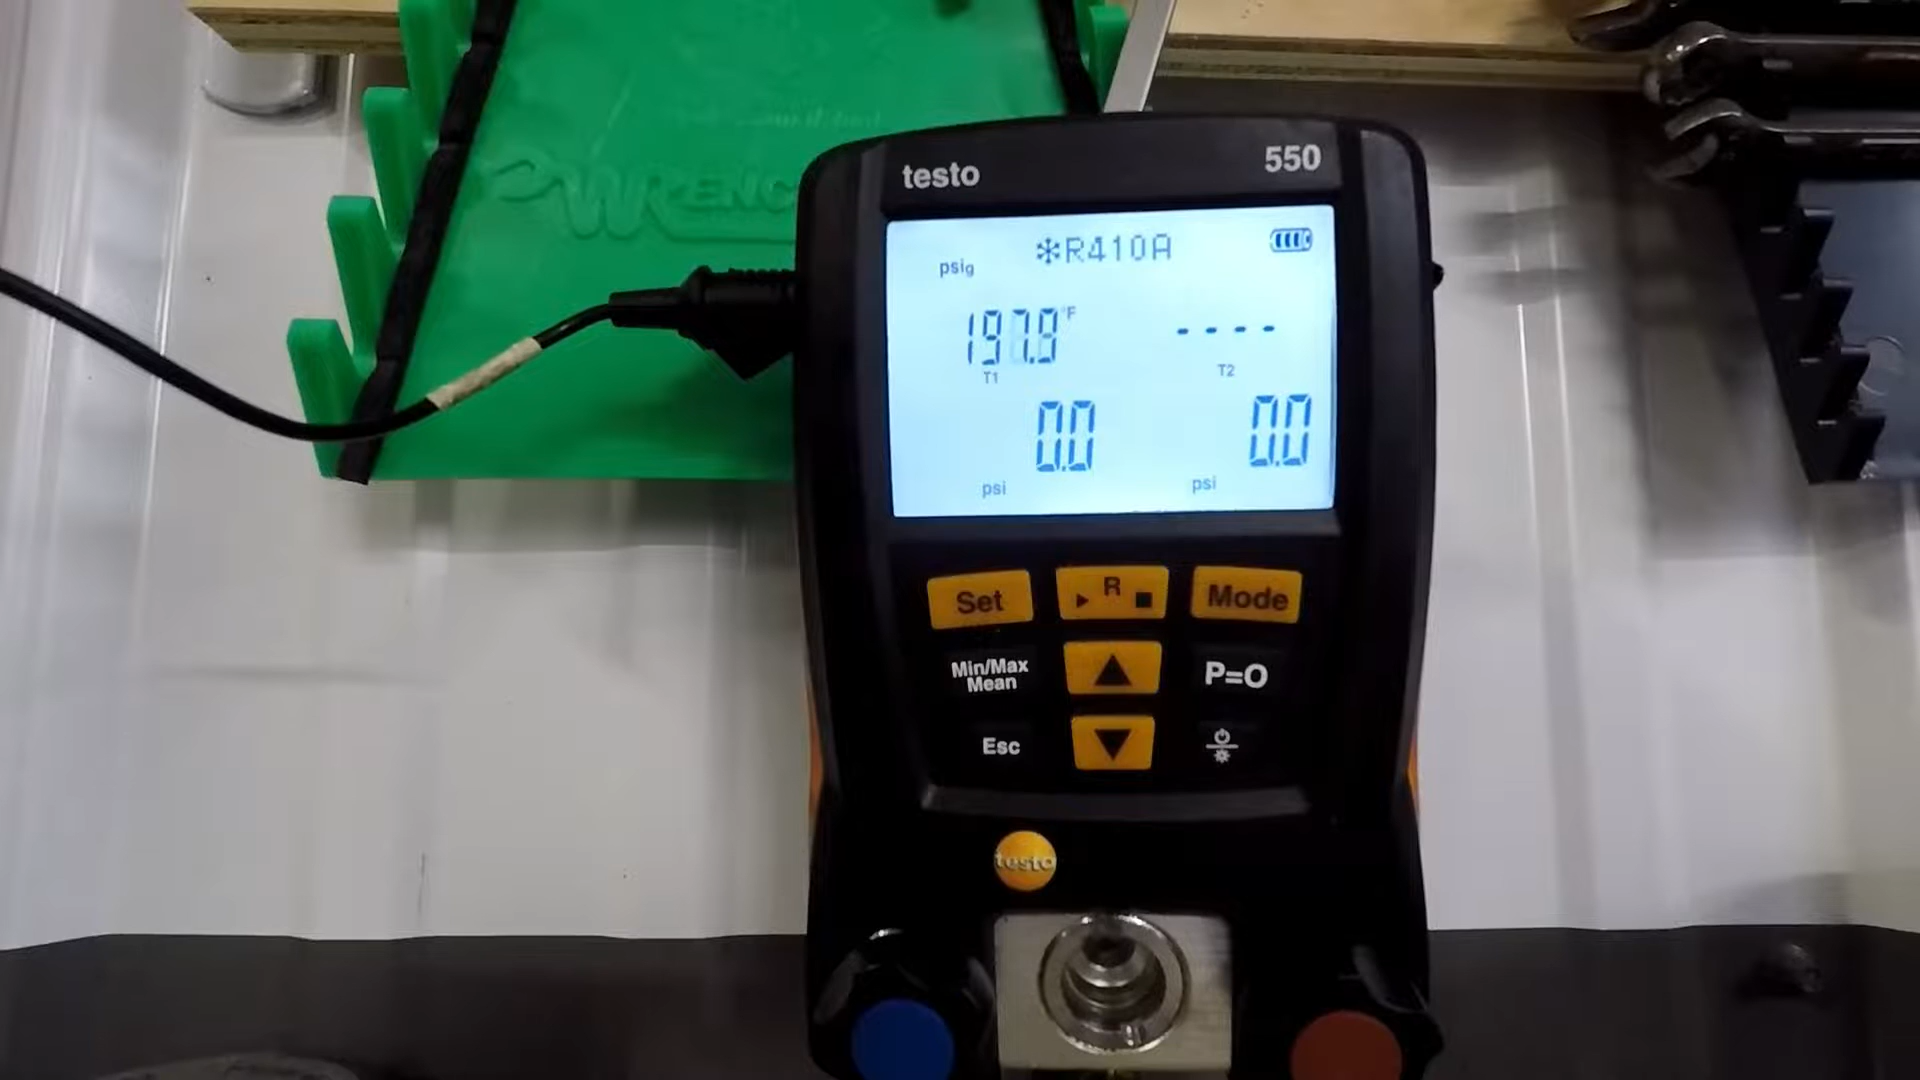 WRENC
testo
550
R410A
psig
197.9 °F
- - - -
T1
T2
0.0
0.0
psi
psi
Set
R
Mode
Min/Max
Mean
P=O
Esc
testo